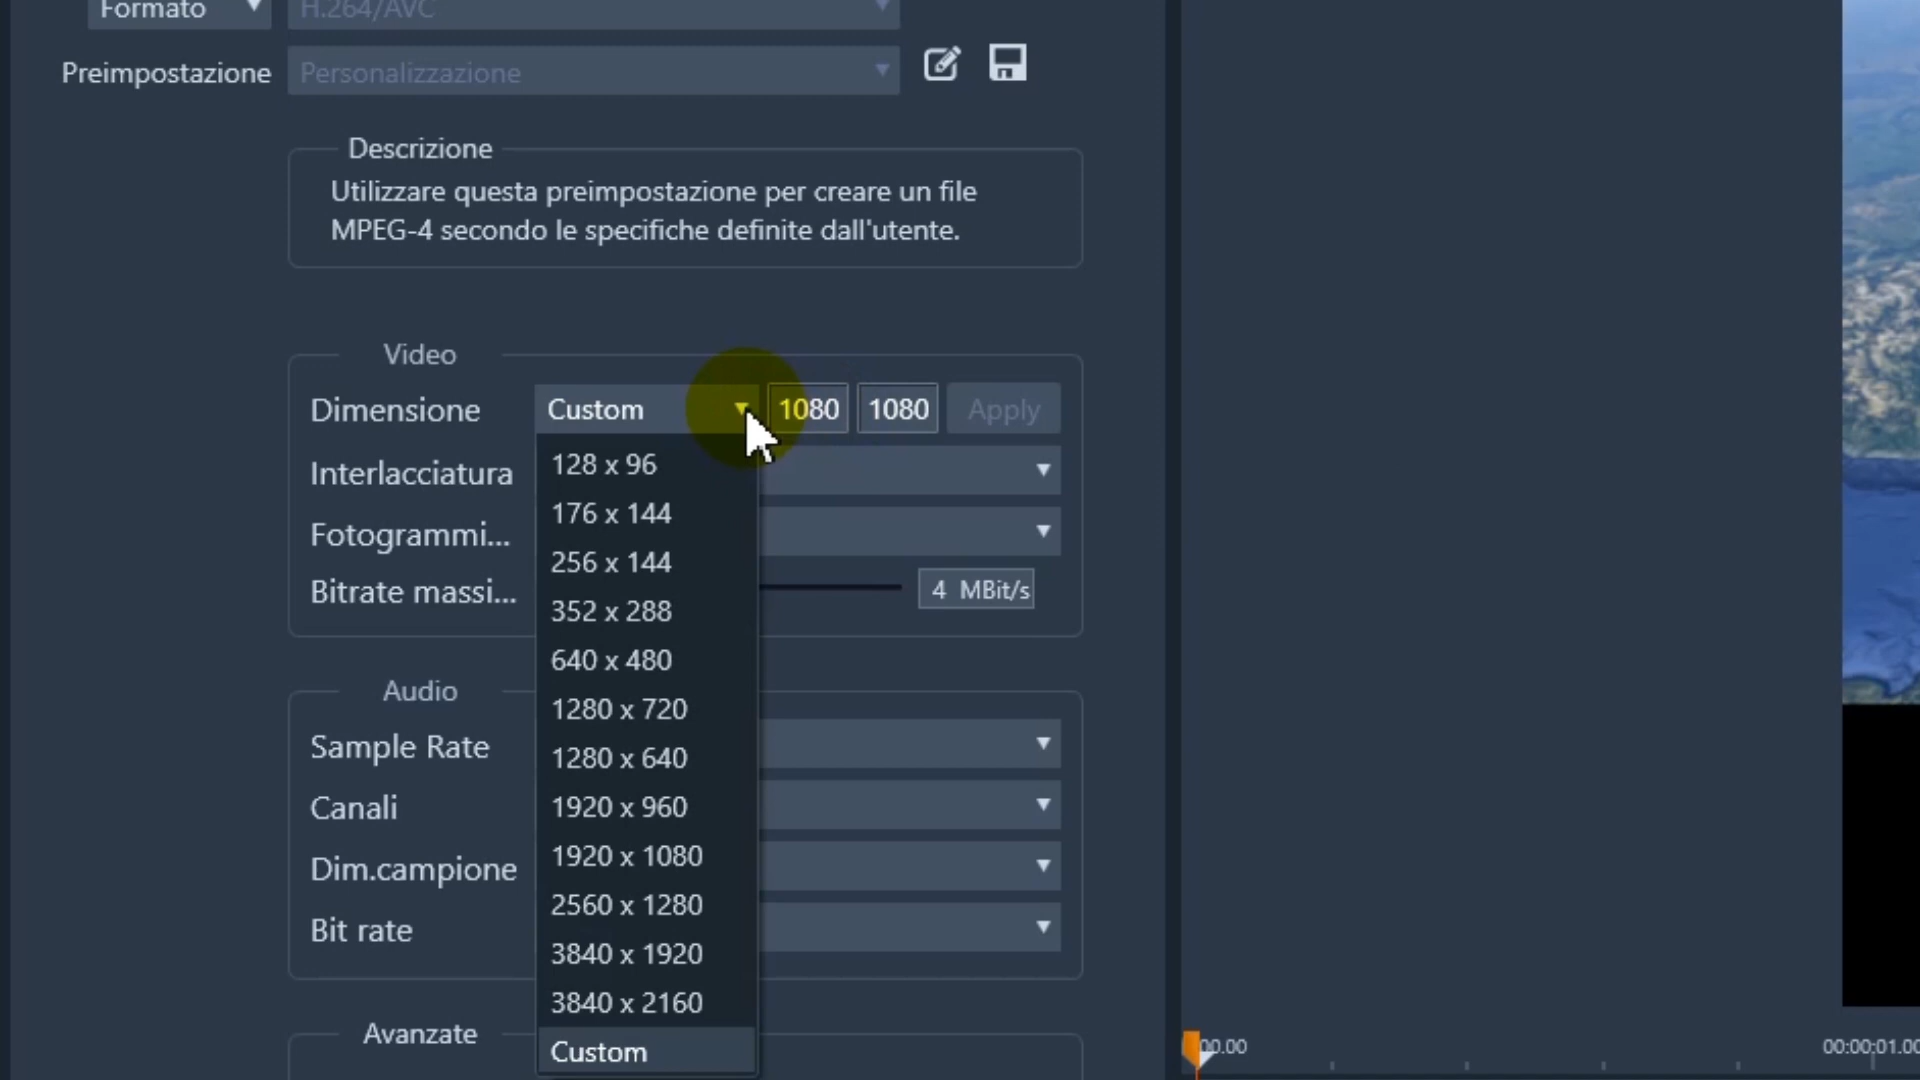 Formato H.264/AVC
Preimpostazione Personalizzazione
Descrizione
Utilizzare questa preimpostazione per creare un file
MPEG-4 secondo le specifiche definite dall'utente.
Video
Dimensione Custom 1080 1080 Apply
128 x 96
Interlacciatura
176 x 144
Fotogrammi...
256 x 144
Bitrate massi... 4 MBit/s
352 x 288
640 x 480
Audio
1280 x 720
Sample Rate
1280 x 640
Canali
1920 x 960
Dim.campione
1920 x 1080
2560 x 1280
Bit rate
3840 x 1920
3840 x 2160
Avanzate
Custom
00.00 00:00:01.00